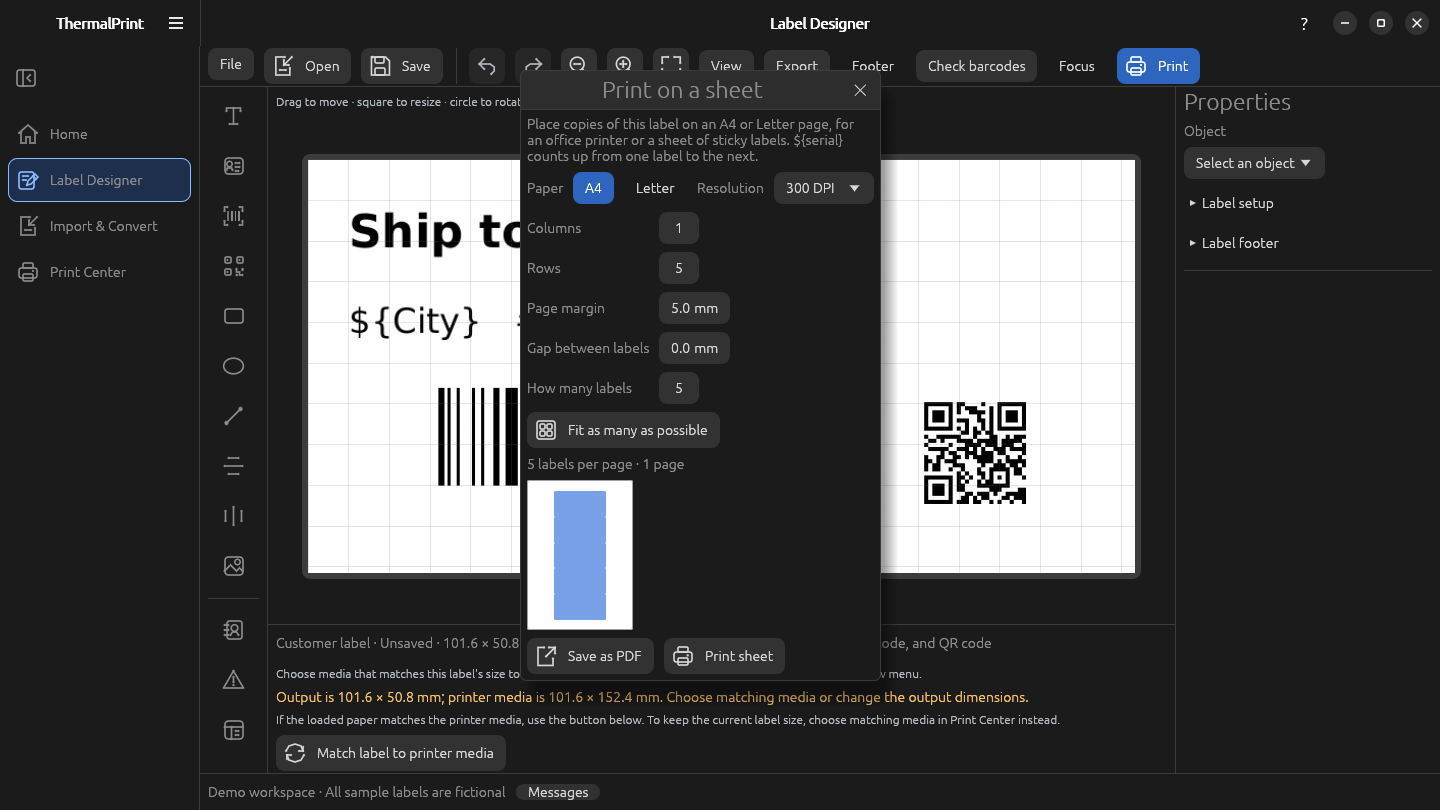 ThermalPrint
Label Designer
?
File
Open
Save
View
Export
Footer
Check barcodes
Focus
Print
Home
Label Designer
Import & Convert
Print Center
Drag to move · square to resize · circle to rotat
Ship to
${City}
Print on a sheet
Place copies of this label on an A4 or Letter page, for
an office printer or a sheet of sticky labels. ${serial}
counts up from one label to the next.
Paper
A4
Letter
Resolution
300 DPI
Columns
1
Rows
5
Page margin
5.0 mm
Gap between labels
0.0 mm
How many labels
5
Fit as many as possible
5 labels per page · 1 page
Save as PDF
Print sheet
Properties
Object
Select an object
Label setup
Label footer
Customer label · Unsaved · 101.6 × 50.8
ode, and QR code
Choose media that matches this label's size to
w menu.
Output is 101.6 × 50.8 mm; printer media is 101.6 × 152.4 mm. Choose matching media or change the output dimensions.
If the loaded paper matches the printer media, use the button below. To keep the current label size, choose matching media in Print Center instead.
Match label to printer media
Demo workspace · All sample labels are fictional
Messages